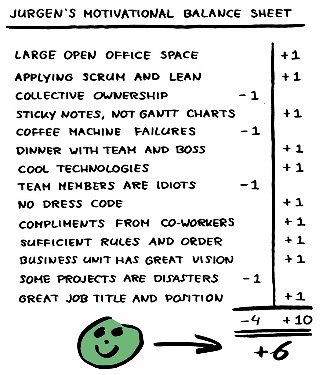 JURGEN'S MOTIVATIONAL BALANCE SHEET
LARGE OPEN OFFICE SPACE +1
APPLYING SCRUM AND LEAN +1
COLLECTIVE OWNERSHIP -1
STICKY NOTES, NOT GANTT CHARTS +1
COFFEE MACHINE FAILURES -1
DINNER WITH TEAM AND BOSS +1
COOL TECHNOLOGIES +1
TEAM MEMBERS ARE IDIOTS -1
NO DRESS CODE +1
COMPLIMENTS FROM CO-WORKERS +1
SUFFICIENT RULES AND ORDER +1
BUSINESS UNIT HAS GREAT VISION +1
SOME PROJECTS ARE DISASTERS -1
GREAT JOB TITLE AND POSITION +1
-4 +10
+6